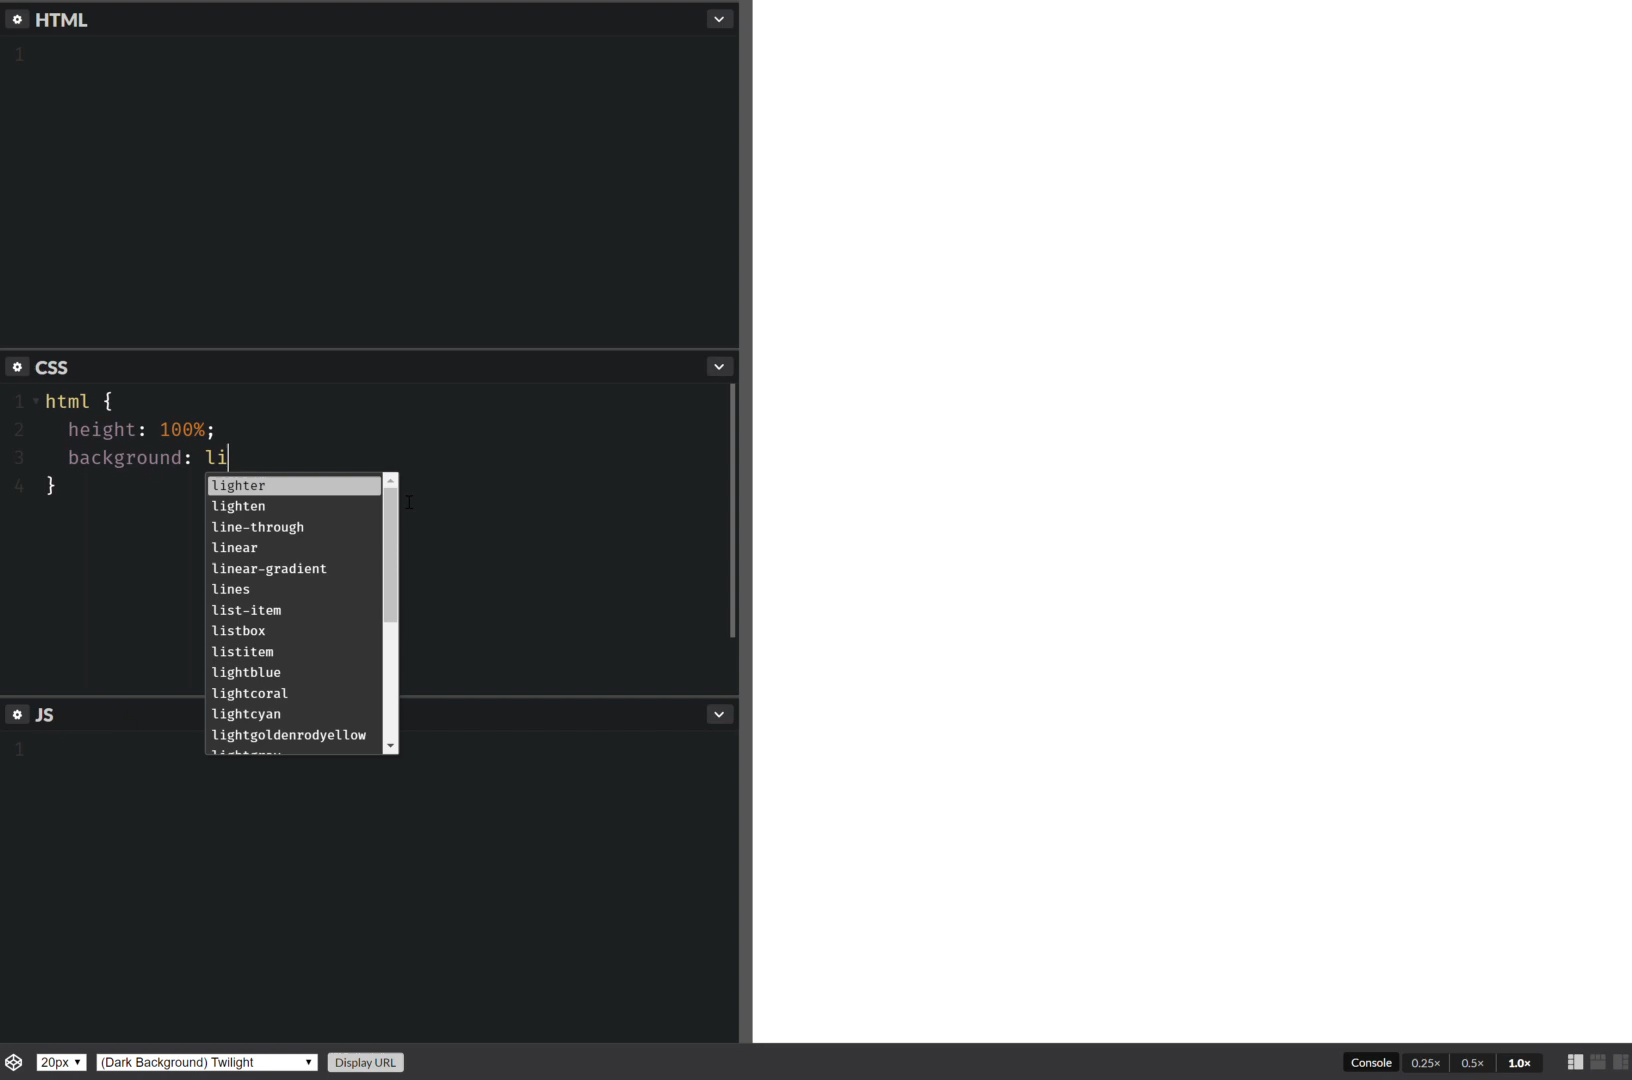 HTML
1
CSS
1 html {
2 height: 100%;
3 background: li
4 }
lighter
lighten
line-through
linear
linear-gradient
lines
list-item
listbox
listitem
lightblue
lightcoral
lightcyan
lightgoldenrodyellow
JS
1
20px (Dark Background) Twilight Display URL Console 0.25× 0.5× 1.0×